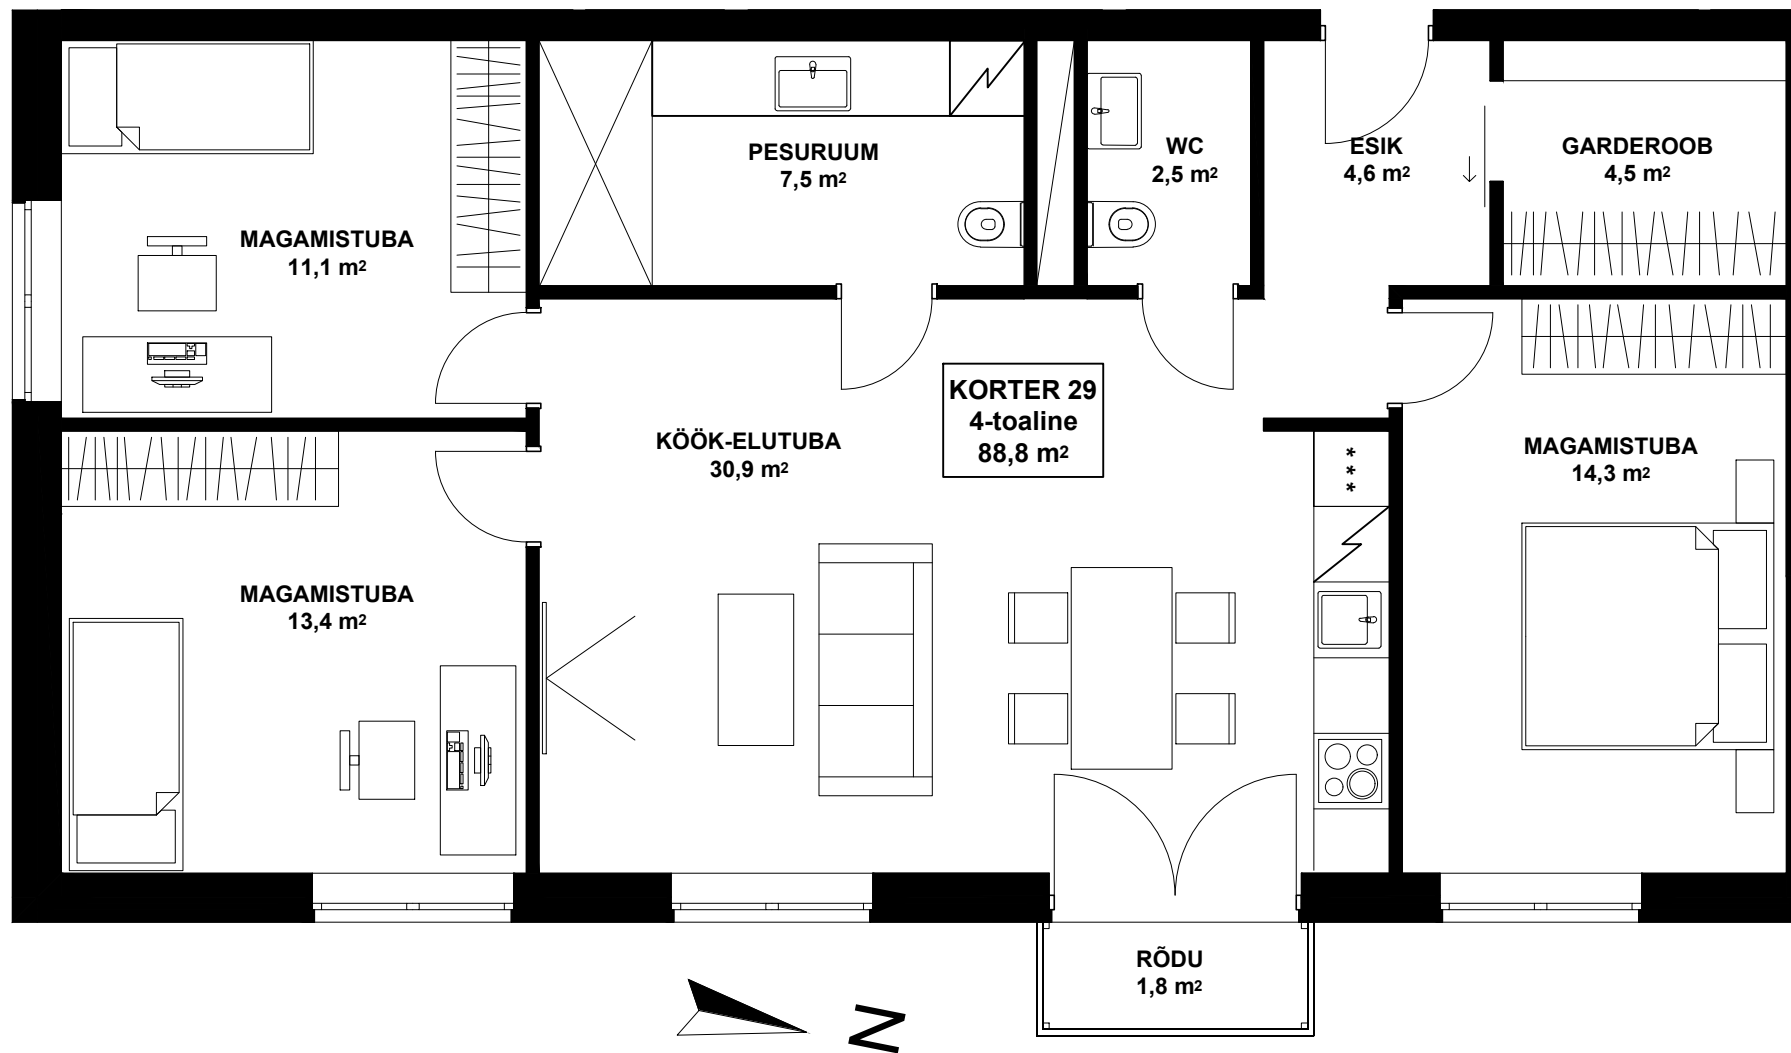 PESURUUM
7,5 m²
WC
2,5 m²
ESIK
4,6 m²
GARDEROOB
4,5 m²
MAGAMISTUBA
11,1 m²
KORTER 29
4-toaline
88,8 m²
KÖÖK-ELUTUBA
30,9 m²
MAGAMISTUBA
14,3 m²
***
MAGAMISTUBA
13,4 m²
RÕDU
1,8 m²
N